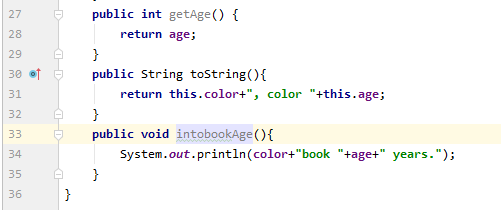 27 public int getAge() {
28 return age;
29 }
30 public String toString(){
31 return this.color+", color "+this.age;
32 }
33 public void intobookAge(){
34 System.out.println(color+"book "+age+" years.");
35 }
36 }